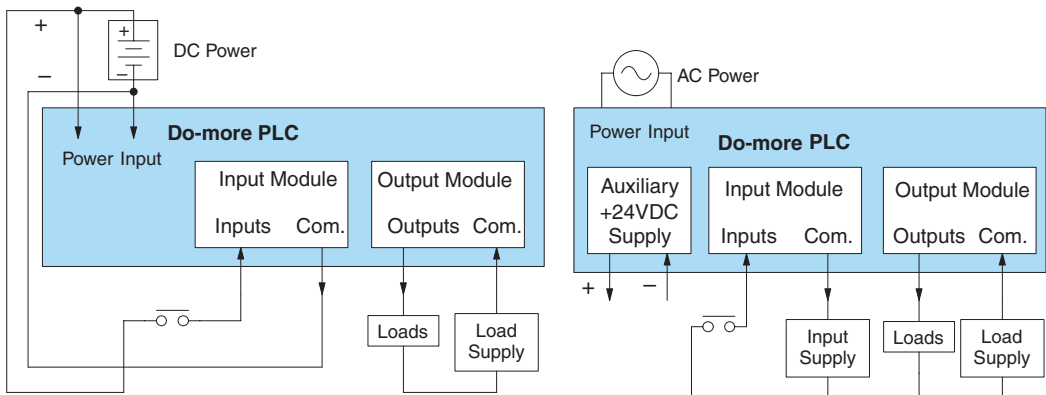 +
+
−
−
DC Power
Do-more PLC
Power Input
Input Module
Inputs Com.
Output Module
Outputs Com.
Loads
Load
Supply
AC Power
Power Input
Do-more PLC
Auxiliary
+24VDC
Supply
Input Module
Inputs Com.
Output Module
Outputs Com.
+ −
Input
Supply
Loads
Load
Supply